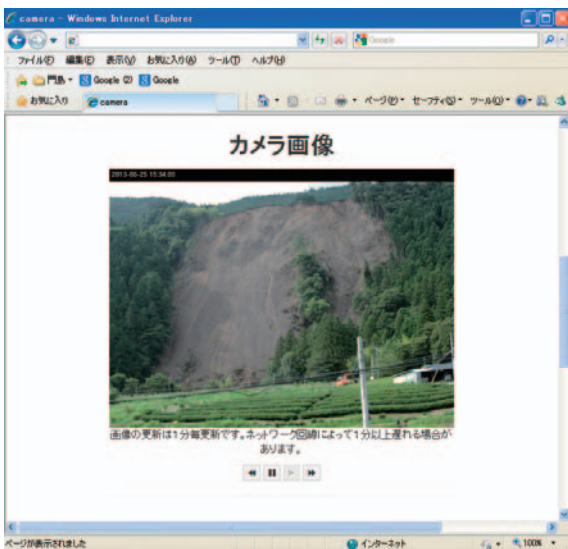 camera - Windows Internet Explorer
Google
ファイル(F) 編集(E) 表示(V) お気に入り(A) ツール(T) ヘルプ(H)
門島 Google (2) Google
お気に入り camera ページ(P) セーフティ(S) ツール(O)
カメラ画像
2013-06-25 15:34:00
画像の更新は1分毎更新です。ネットワーク回線によって1分以上遅れる場合が
あります。
ページが表示されました インターネット 100%